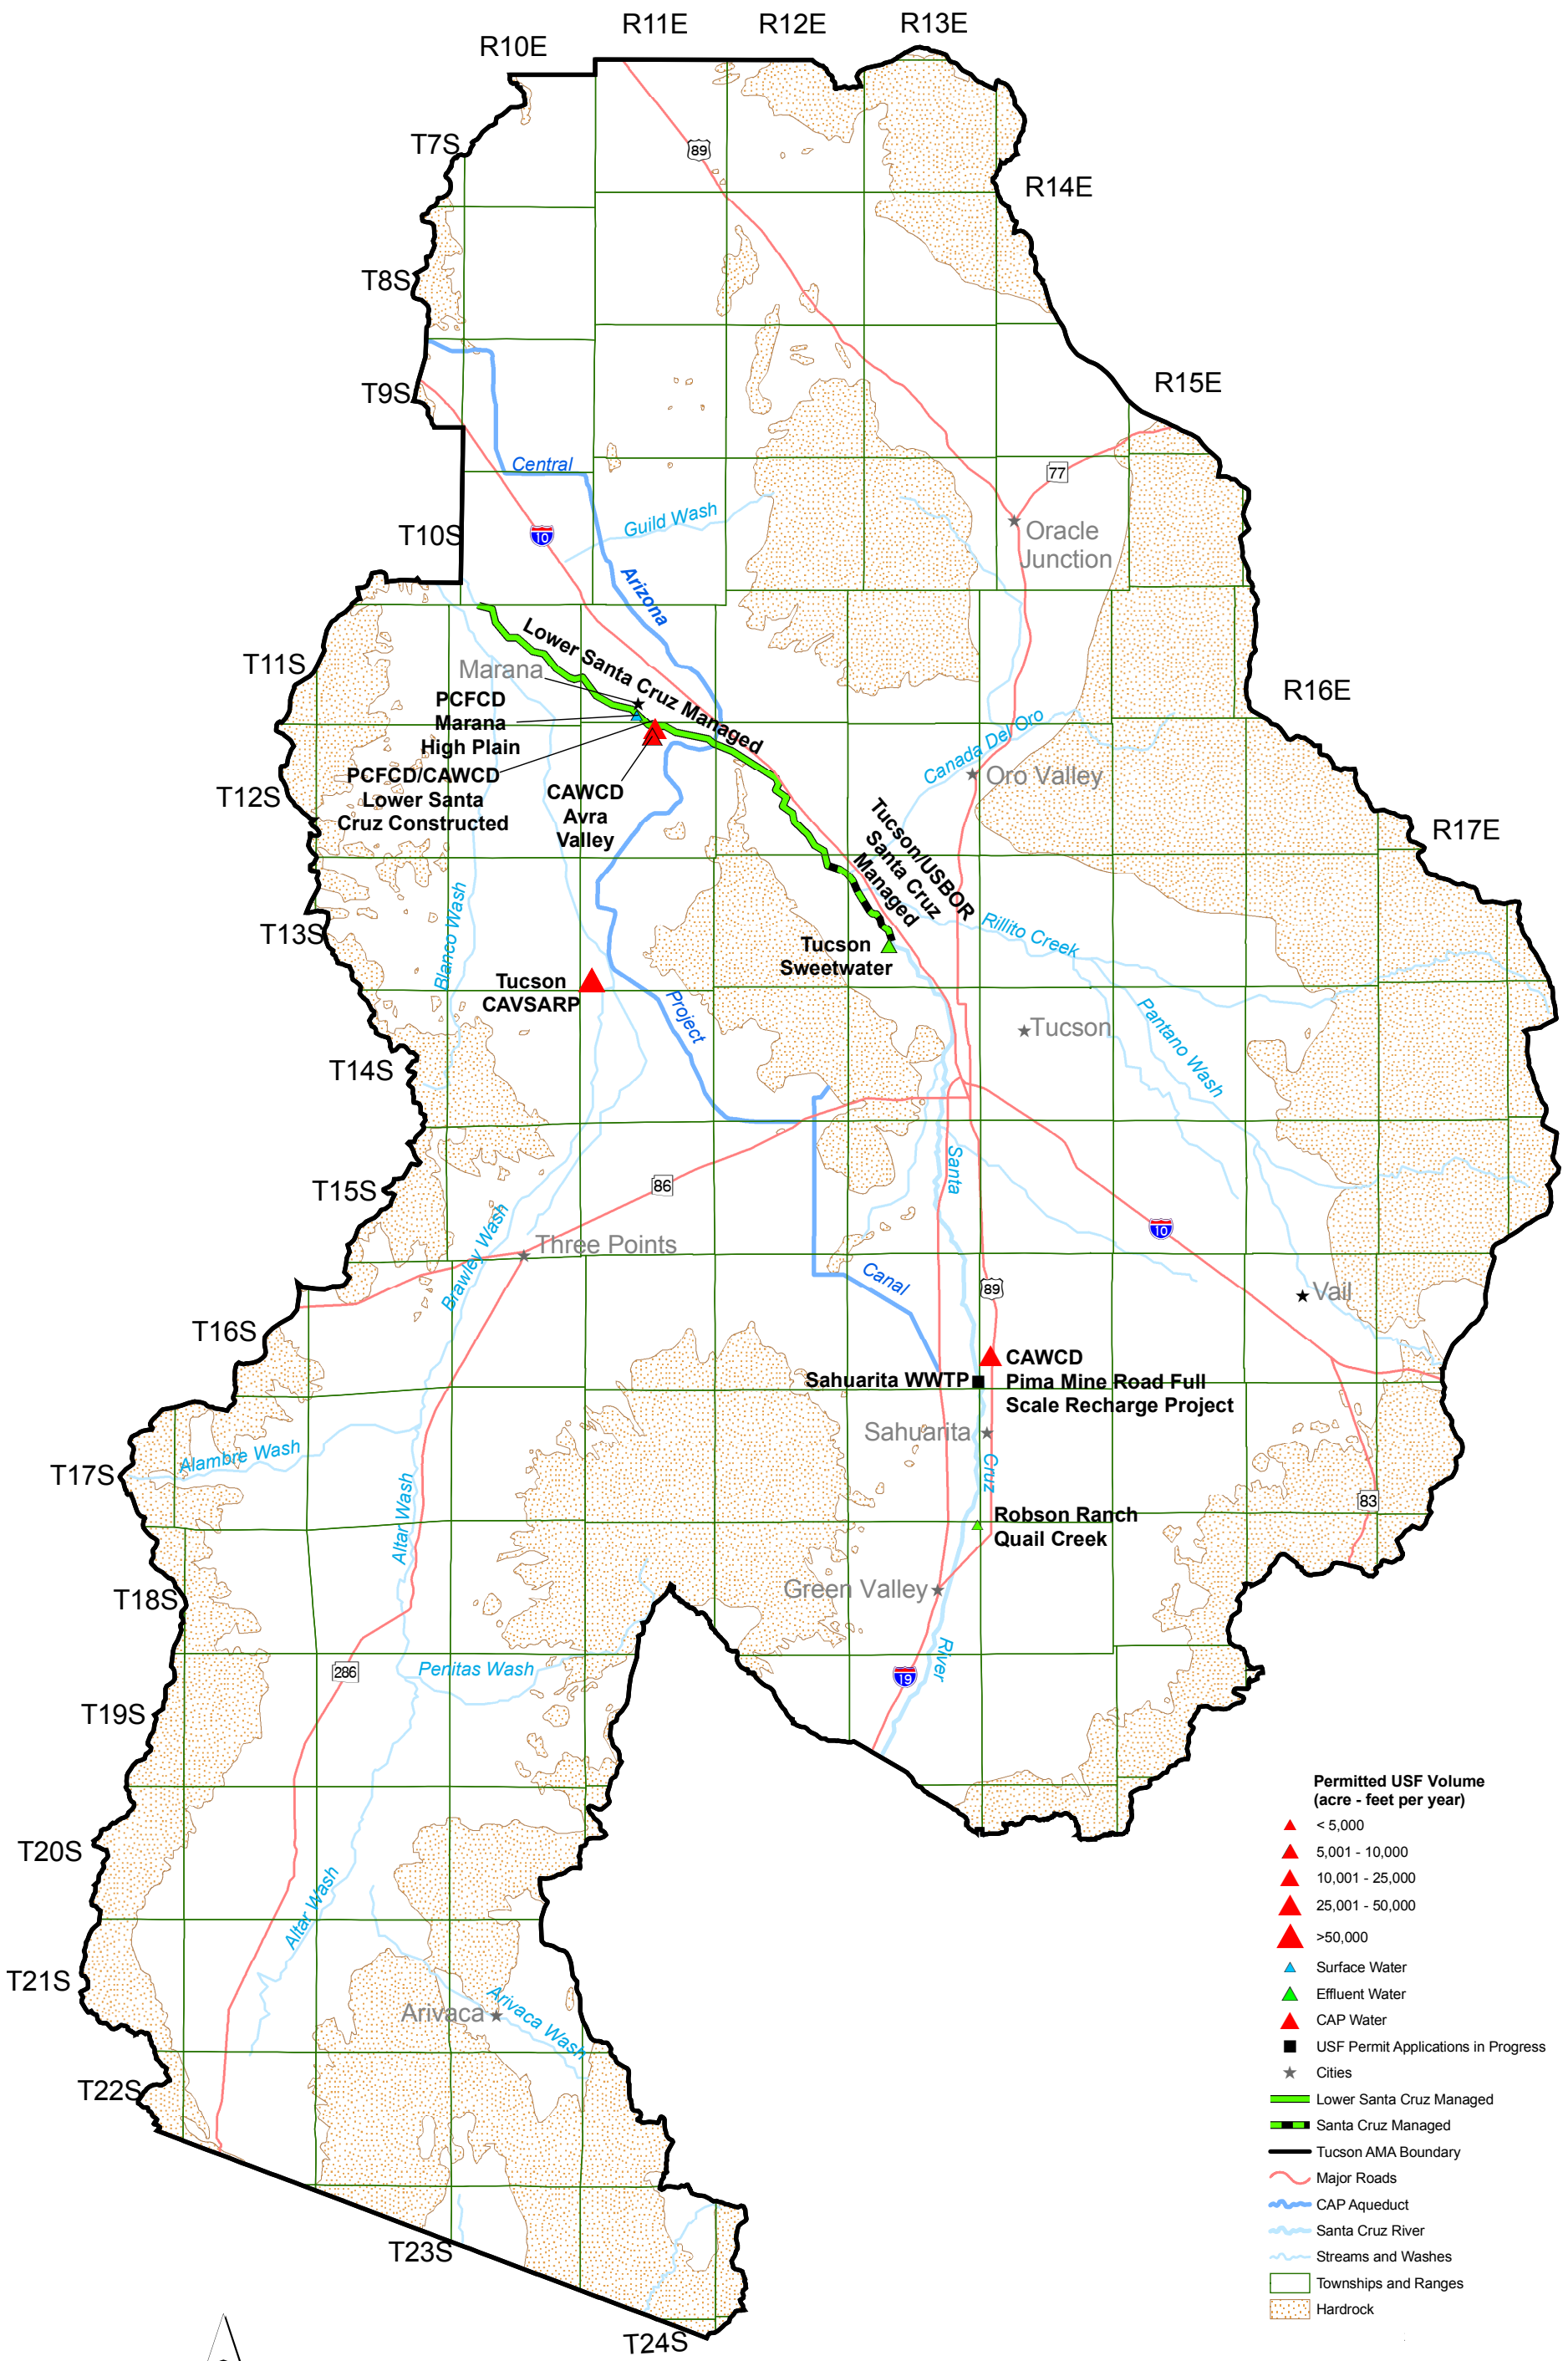 R10E
R11E
R12E
R13E
R14E
R15E
R16E
R17E
T7S
T8S
T9S
T10S
T11S
T12S
T13S
T14S
T15S
T16S
T17S
T18S
T19S
T20S
T21S
T22S
T23S
T24S
89
77
10
Central
Guild Wash
Arizona
Oracle
Junction
Lower Santa Cruz Managed
Marana
PCFCD
Marana
High Plain
PCFCD/CAWCD
Lower Santa
Cruz Constructed
CAWCD
Avra
Valley
Canada Del Oro
Oro Valley
Tucson/USBOR
Santa Cruz
Managed
Rillito Creek
Tucson
Sweetwater
Blanco Wash
Tucson
CAVSARP
Project
Tucson
Pantano Wash
Santa
86
Three Points
Brawley Wash
10
Canal
89
Vail
CAWCD
Pima Mine Road Full
Scale Recharge Project
Sahuarita WWTP
Sahuarita
Cruz
Alambre Wash
Altar Wash
83
Robson Ranch
Quail Creek
Green Valley
River
286
Penitas Wash
19
Altar Wash
Arivaca
Arivaca Wash
Permitted USF Volume
(acre - feet per year)
< 5,000
5,001 - 10,000
10,001 - 25,000
25,001 - 50,000
>50,000
Surface Water
Effluent Water
CAP Water
USF Permit Applications in Progress
Cities
Lower Santa Cruz Managed
Santa Cruz Managed
Tucson AMA Boundary
Major Roads
CAP Aqueduct
Santa Cruz River
Streams and Washes
Townships and Ranges
Hardrock